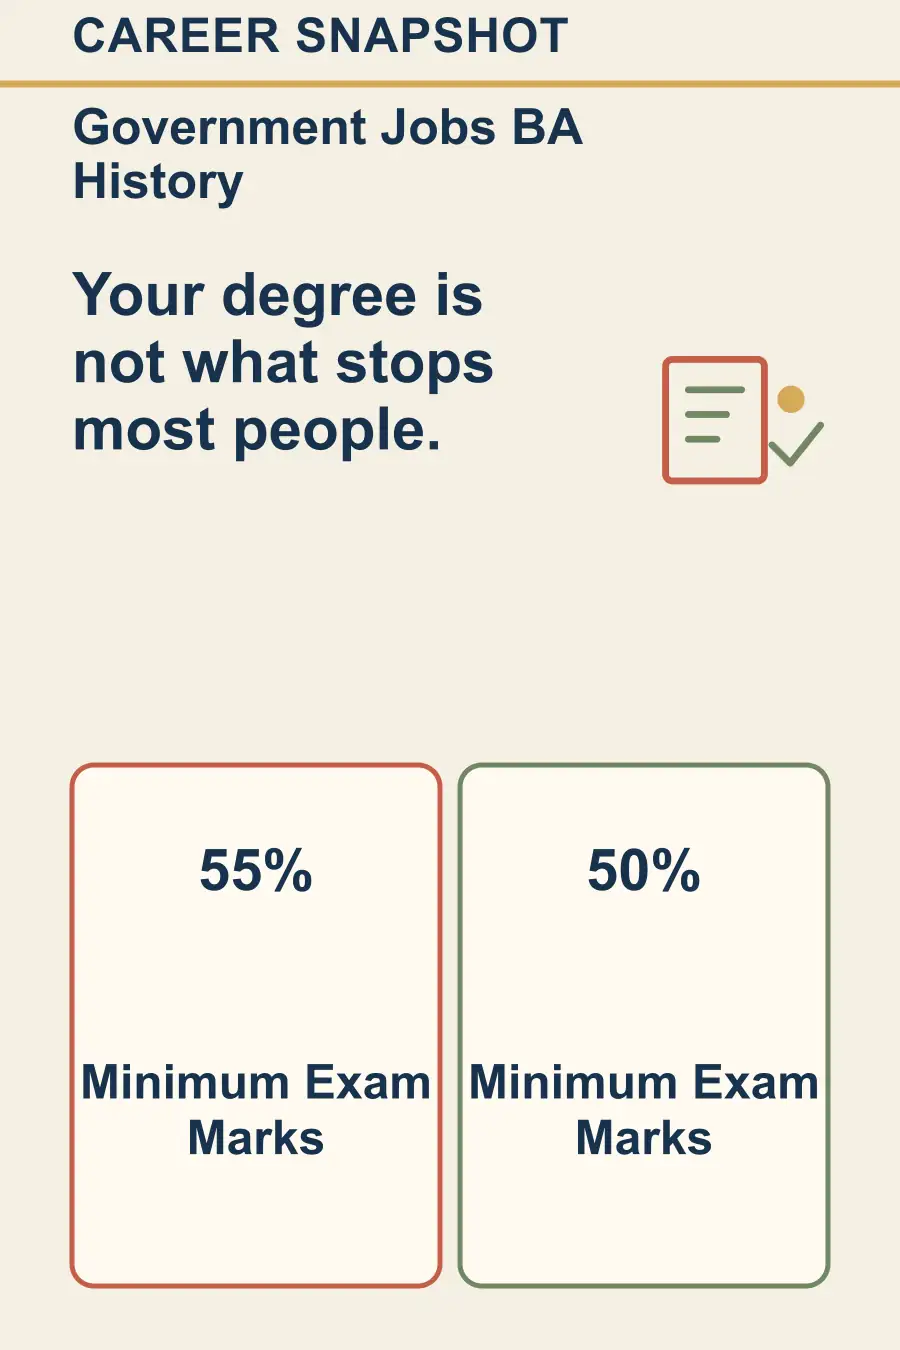 CAREER SNAPSHOT
Government Jobs BA
History
Your degree is
not what stops
most people.
55%
Minimum Exam
Marks
50%
Minimum Exam
Marks